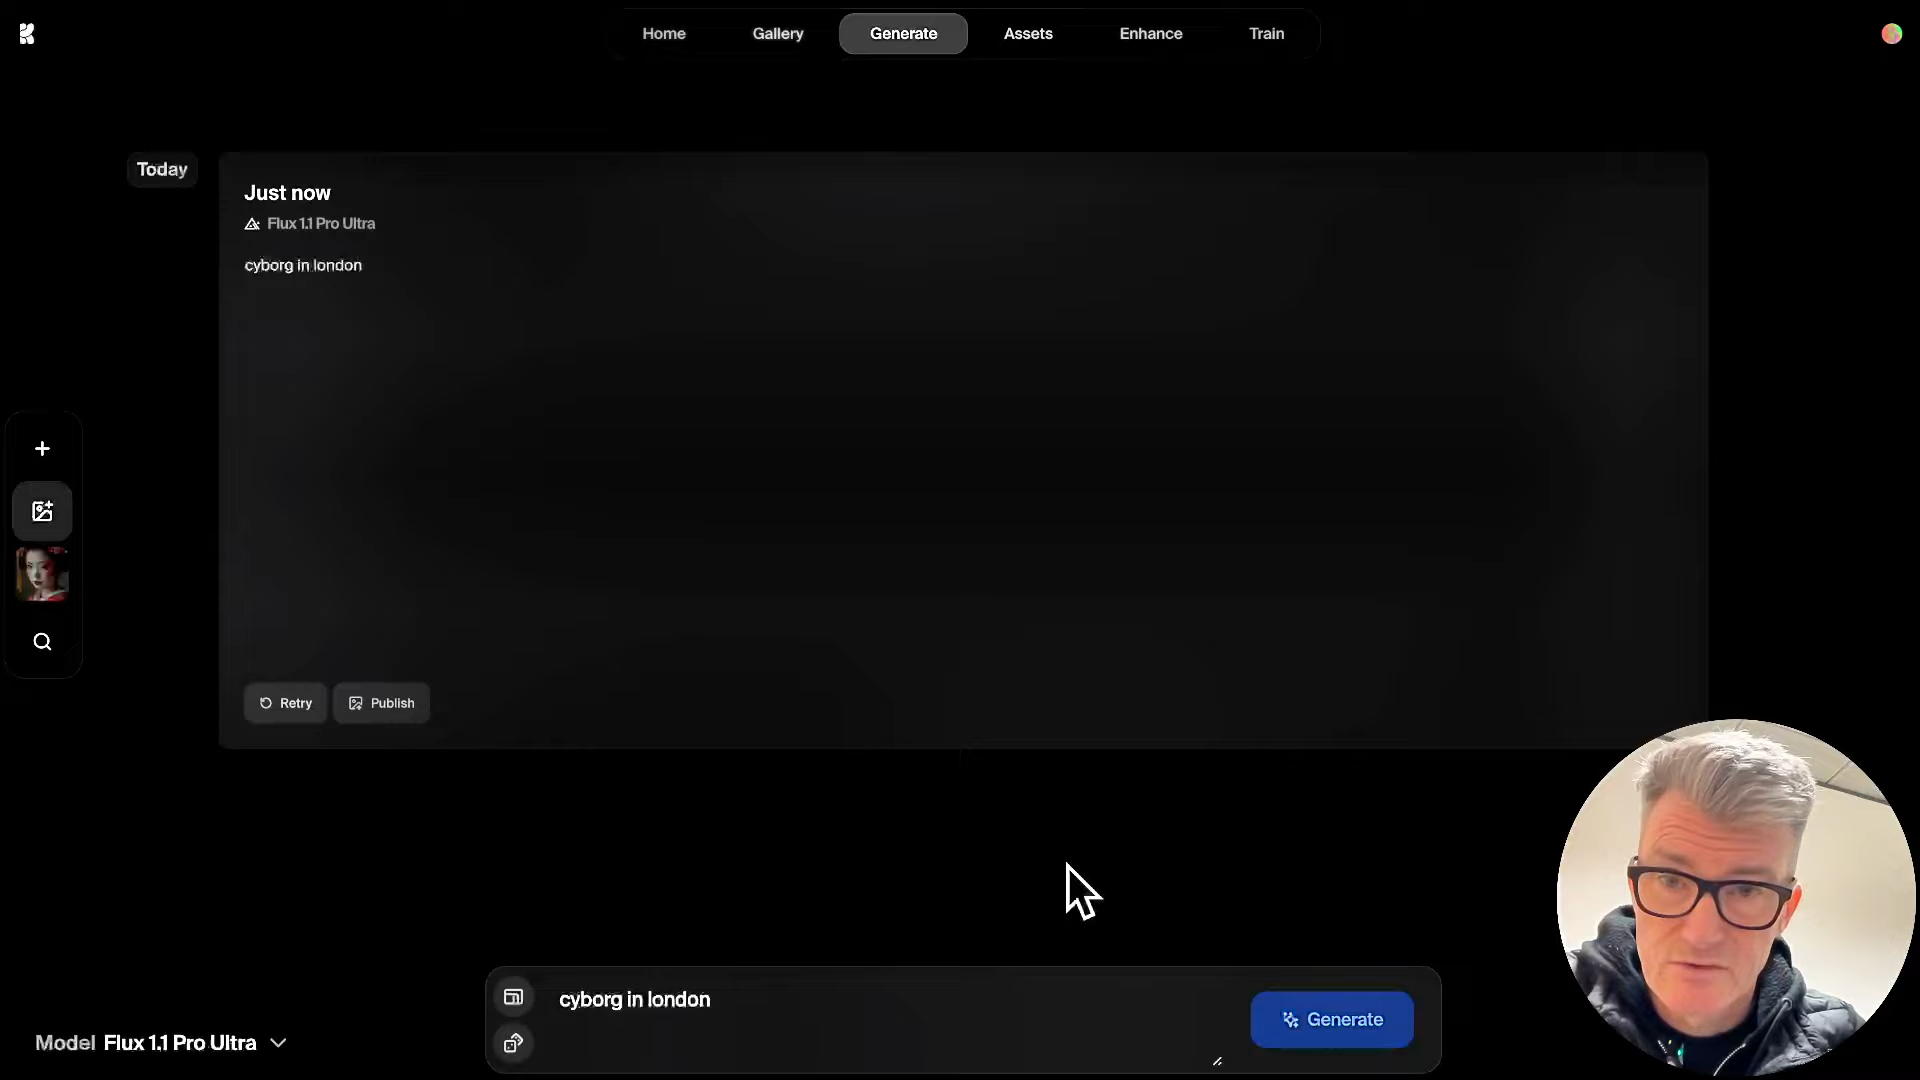 Home
Gallery
Generate
Assets
Enhance
Train
Today
Just now
Flux 1.1 Pro Ultra
cyborg in london
Retry
Publish
cyborg in london
Generate
Model Flux 1.1 Pro Ultra